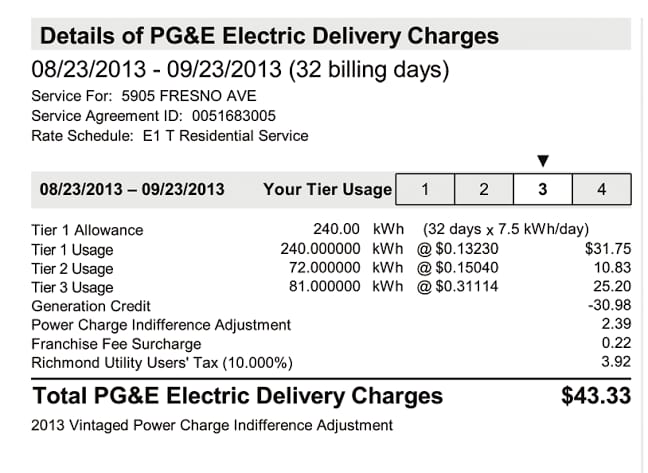 Details of PG&E Electric Delivery Charges
08/23/2013 - 09/23/2013 (32 billing days)
Service For: 5905 FRESNO AVE
Service Agreement ID: 0051683005
Rate Schedule: E1 T Residential Service
08/23/2013 – 09/23/2013 Your Tier Usage 1 2 3 4
Tier 1 Allowance 240.00 kWh (32 days x 7.5 kWh/day)
Tier 1 Usage 240.000000 kWh @ $0.13230 $31.75
Tier 2 Usage 72.000000 kWh @ $0.15040 10.83
Tier 3 Usage 81.000000 kWh @ $0.31114 25.20
Generation Credit -30.98
Power Charge Indifference Adjustment 2.39
Franchise Fee Surcharge 0.22
Richmond Utility Users' Tax (10.000%) 3.92
Total PG&E Electric Delivery Charges $43.33
2013 Vintaged Power Charge Indifference Adjustment